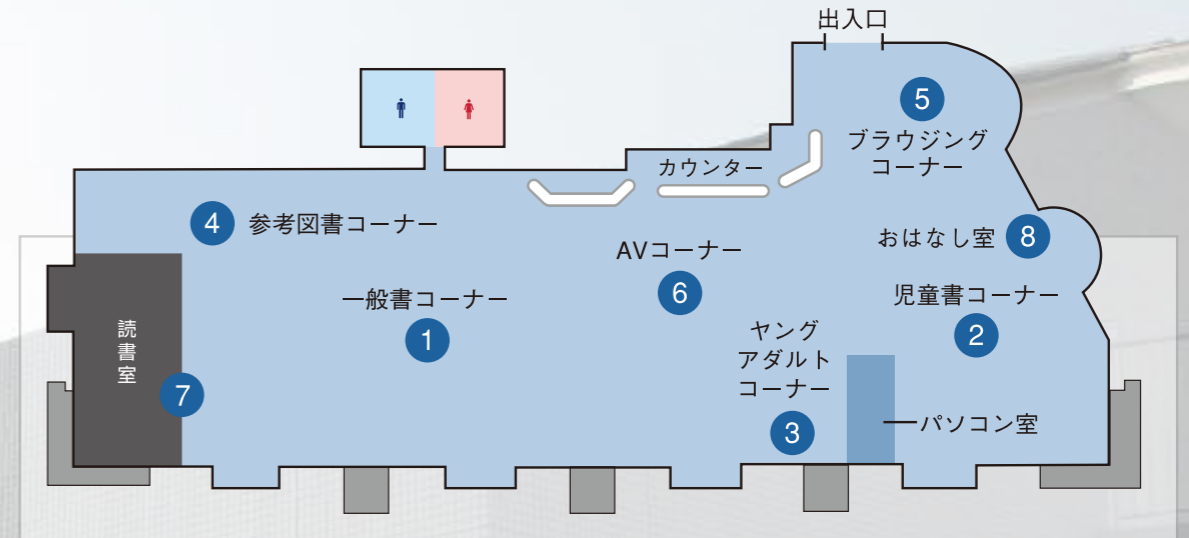 出入口
5
ブラウジング
コーナー
カウンター
4
参考図書コーナー
おはなし室
8
AVコーナー
6
一般書コーナー
1
児童書コーナー
2
読書室
7
ヤング
アダルト
コーナー
3
パソコン室